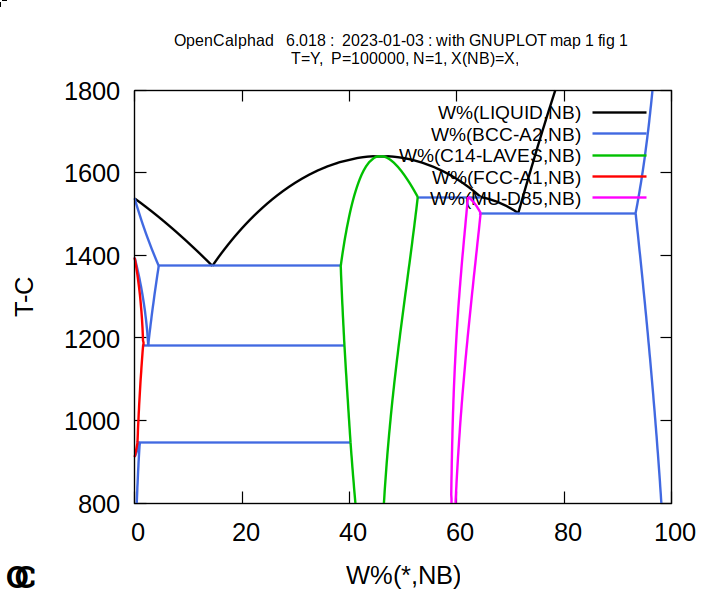 OpenCalphad 6.018 : 2023-01-03 : with GNUPLOT map 1 fig 1
T=Y, P=100000, N=1, X(NB)=X,
1800
W%(LIQUID,NB)
W%(BCC-A2,NB)
W%(C14-LAVES,NB)
W%(FCC-A1,NB)
W%(MU-D85,NB)
1600
1400
1200
1000
800
T-C
0 20 40 60 80 100
W%(*,NB)
OC